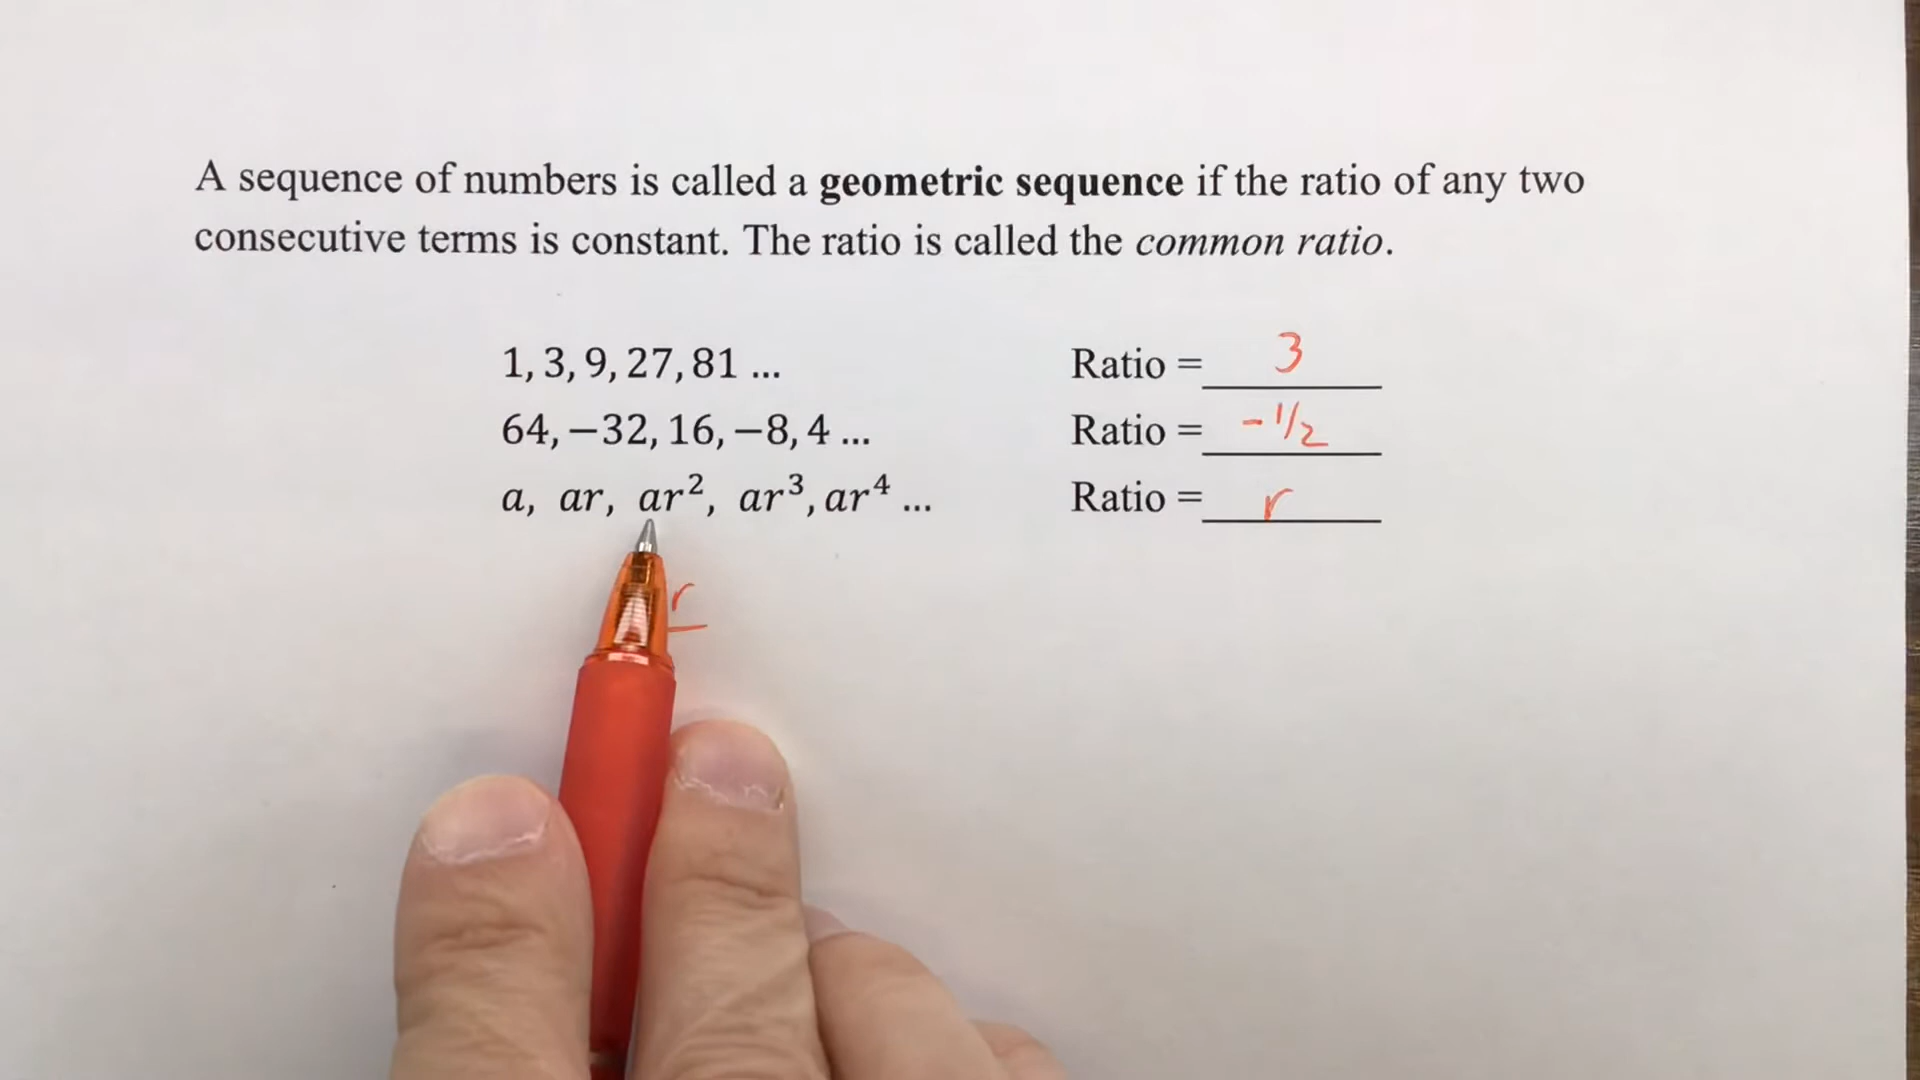 A sequence of numbers is called a geometric sequence if the ratio of any two
consecutive terms is constant. The ratio is called the common ratio.
1, 3, 9, 27, 81 ... Ratio = 3
64, −32, 16, −8, 4 ... Ratio = -1/2
a, ar, ar², ar³, ar⁴ ... Ratio = r
r